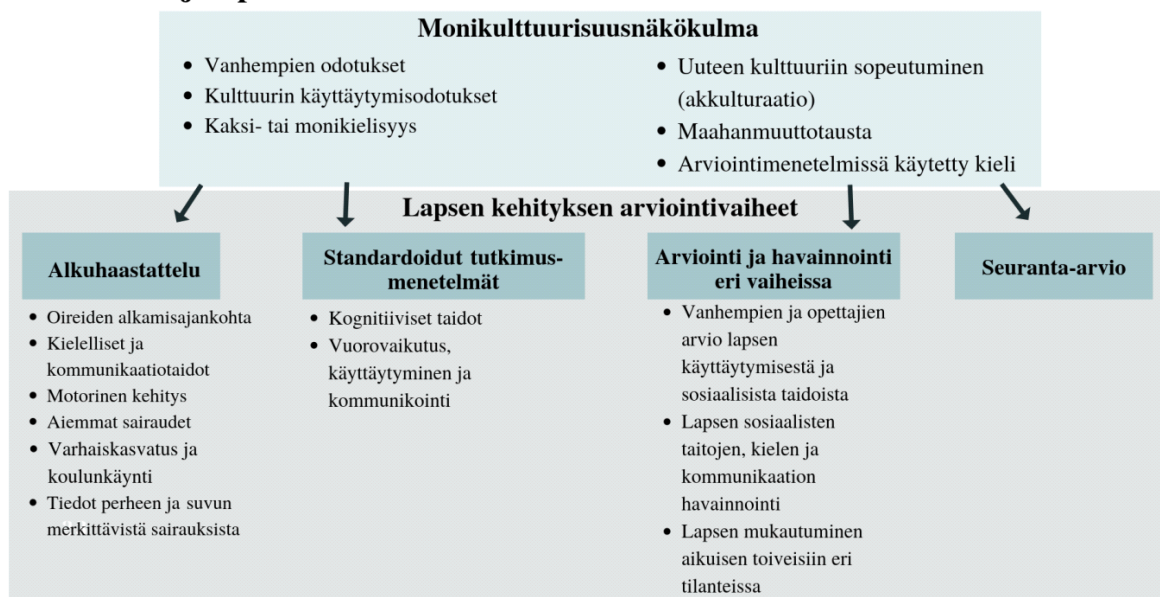 Monikulttuurisuusnäkökulma
• Vanhempien odotukset
• Kulttuurin käyttäytymisodotukset
• Kaksi- tai monikielisyys
• Uuteen kulttuuriin sopeutuminen
(akkulturaatio)
• Maahanmuuttotausta
• Arviointimenetelmissä käytetty kieli
Lapsen kehityksen arviointivaiheet
Alkuhaastattelu
• Oireiden alkamisajankohta
• Kielelliset ja
kommunikaatiotaidot
• Motorinen kehitys
• Aiemmat sairaudet
• Varhaiskasvatus ja
koulunkäynti
• Tiedot perheen ja suvun
merkittävistä sairauksista
Standardoidut tutkimus-
menetelmät
• Kognitiiviset taidot
• Vuorovaikutus,
käyttäytyminen ja
kommunikointi
Arviointi ja havainnointi
eri vaiheissa
• Vanhempien ja opettajien
arvio lapsen
käyttäytymisestä ja
sosiaalisista taidoista
• Lapsen sosiaalisten
taitojen, kielen ja
kommunikaation
havainnointi
• Lapsen mukautuminen
aikuisen toiveisiin eri
tilanteissa
Seuranta-arvio